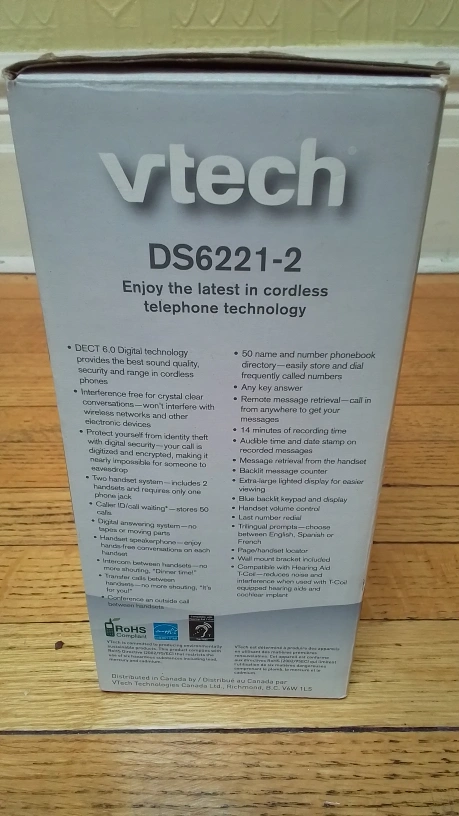 vtech
DS6221-2
Enjoy the latest in cordless
telephone technology
• DECT 6.0 Digital technology
provides the best sound quality,
security and range in cordless
phones
• Interference free for crystal clear
conversations—won't interfere with
wireless networks and other
electronic devices
• Protect yourself from identity theft
with digital security—your call is
digitized and encrypted, making it
nearly impossible for someone to
eavesdrop
• Two handset system—includes 2
handsets and requires only one
phone jack
• Caller ID/call waiting*—stores 50
calls
• Digital answering system—no
tapes or moving parts
• Handset speakerphone—enjoy
hands-free conversations on each
handset
• Intercom between handsets—no
more shouting, "Dinner time!"
• Transfer calls between
handsets—no more shouting, "It's
for you!"
• Conference an outside call
between handsets
• 50 name and number phonebook
directory—easily store and dial
frequently called numbers
• Any key answer
• Remote message retrieval—call in
from anywhere to get your
messages
• 14 minutes of recording time
• Audible time and date stamp on
recorded messages
• Message retrieval from the handset
• Backlit message counter
• Extra-large lighted display for easier
viewing
• Blue backlit keypad and display
• Handset volume control
• Last number redial
• Trilingual prompts—choose
between English, Spanish or
French
• Page/handset locator
• Wall mount bracket included
• Compatible with Hearing Aid
T-Coil—reduces noise and
interference when used with T-Coil
equipped hearing aids and
cochlear implant
RoHS
Compliant
Distributed in Canada by / Distribué au Canada par
VTech Technologies Canada Ltd., Richmond, B.C. V6W 1L5